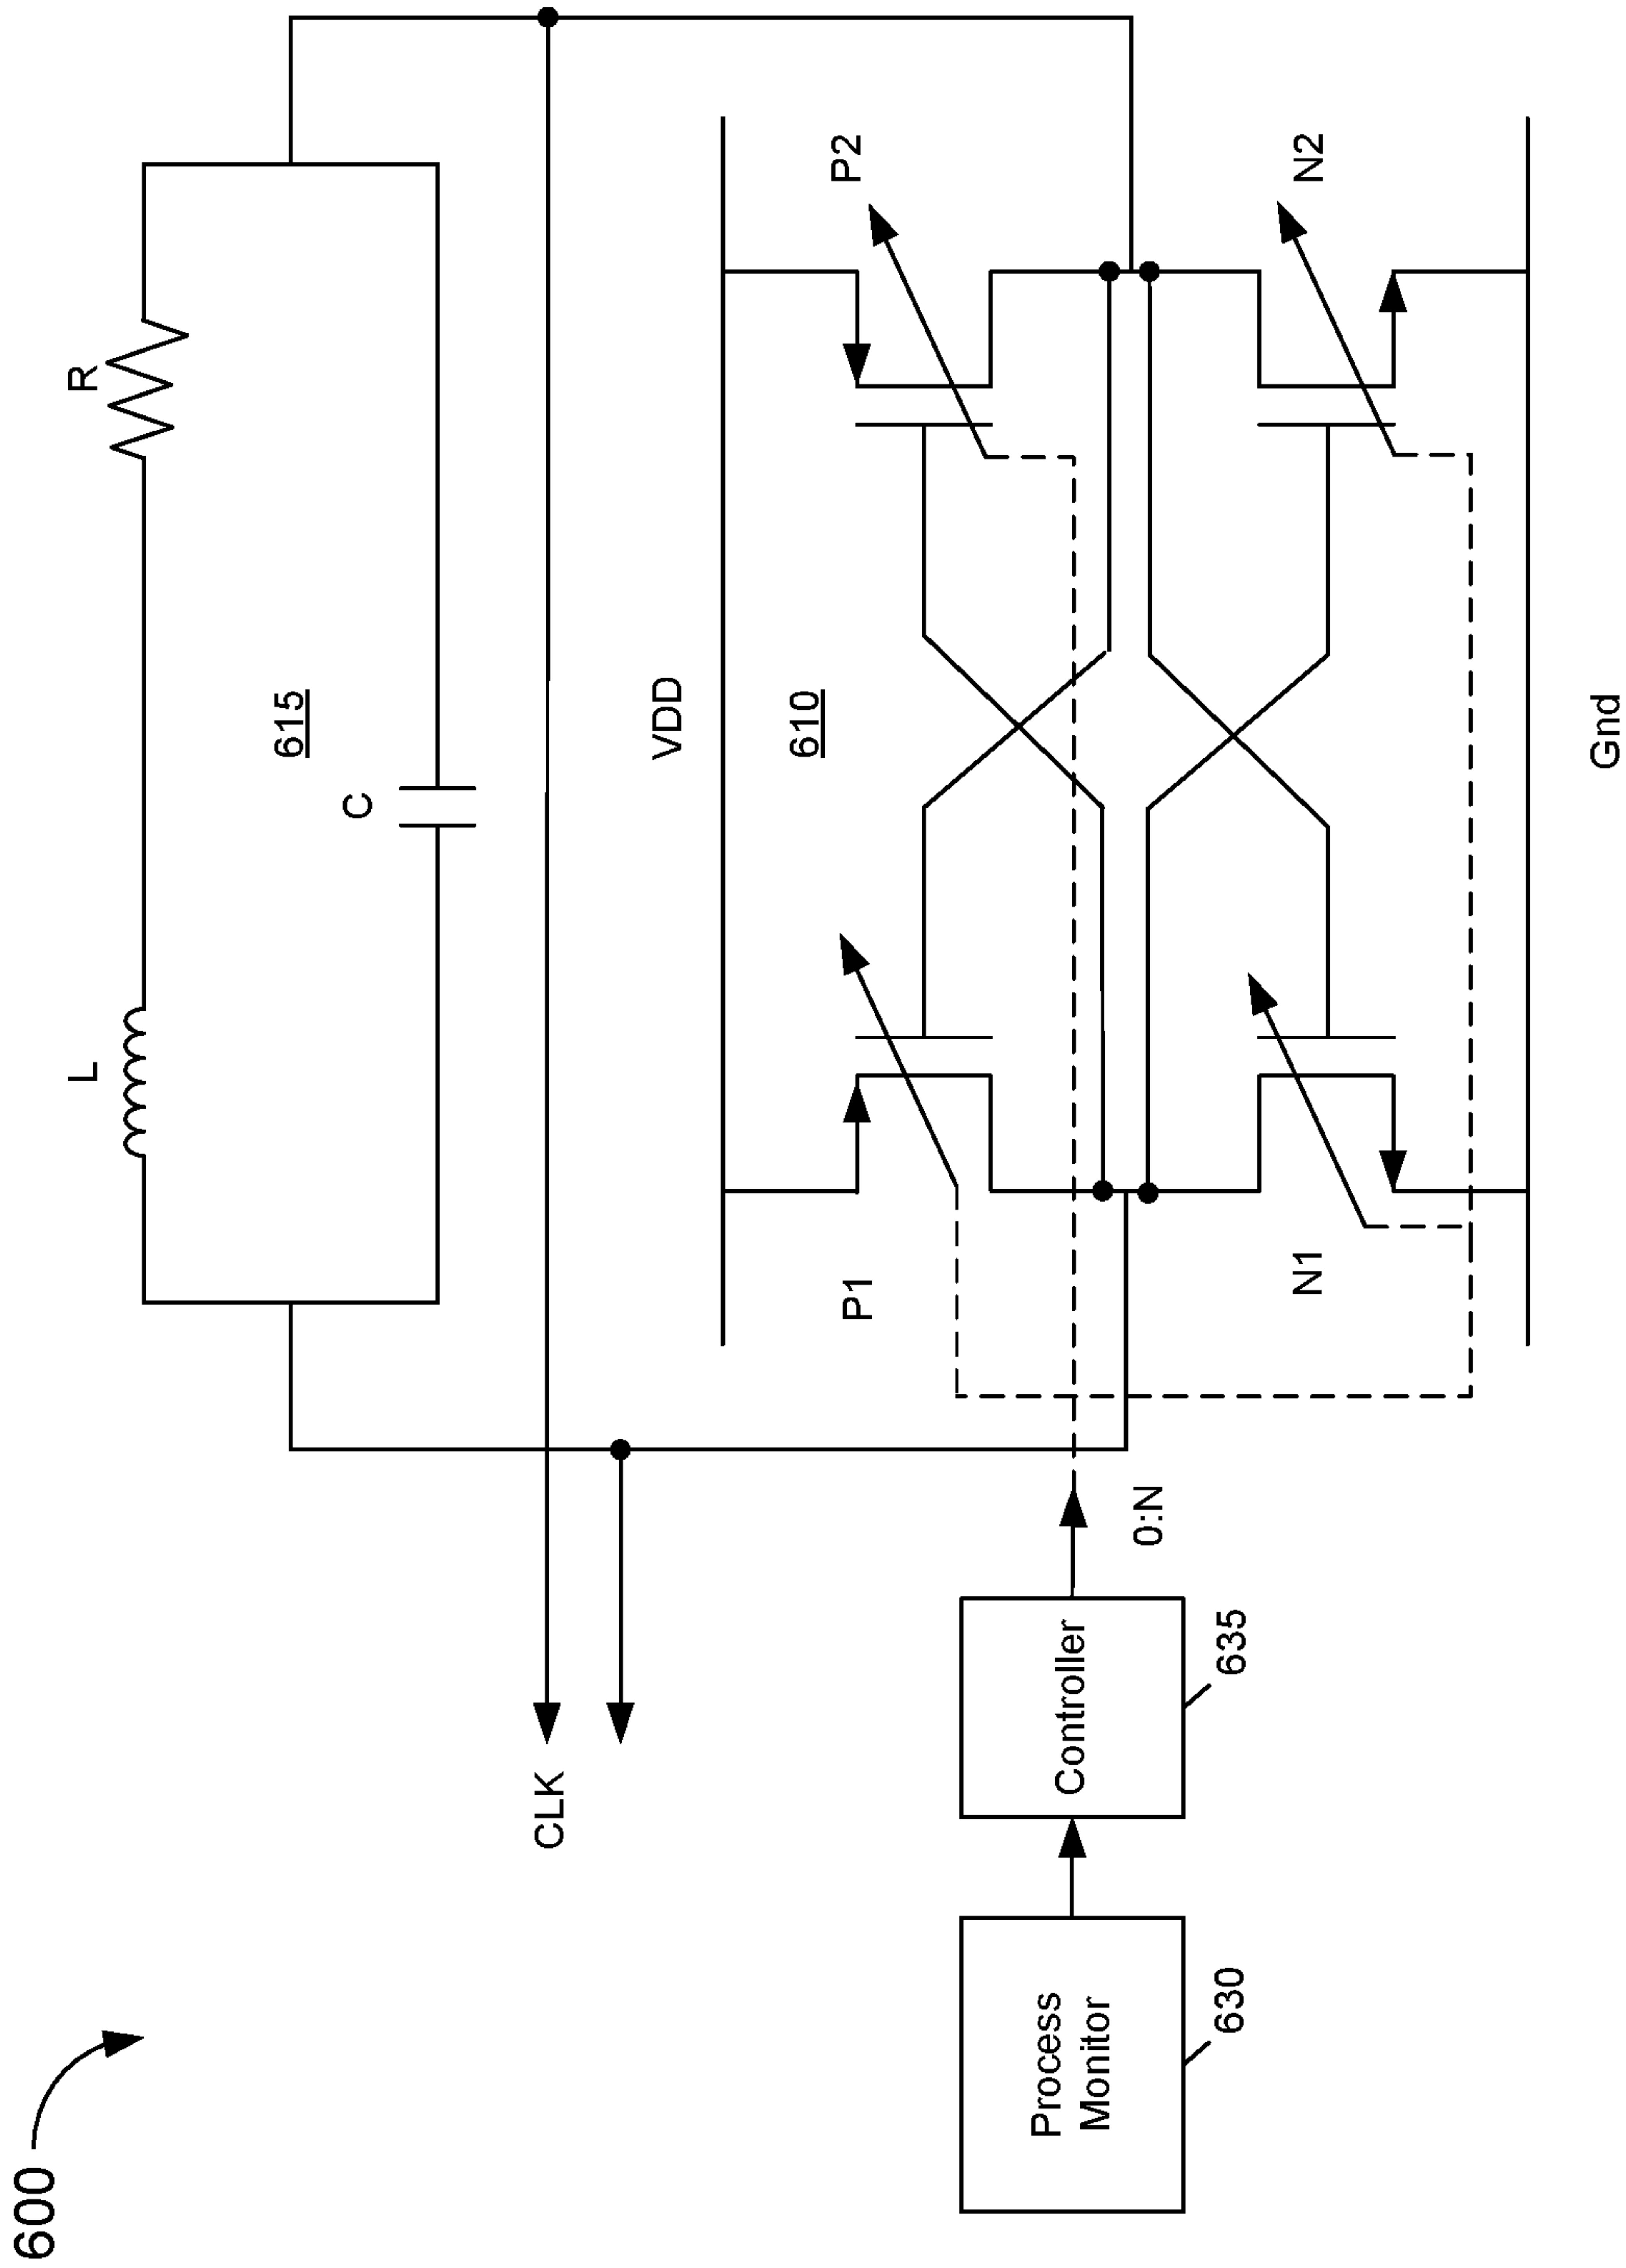 600
L
R
615
C
CLK
VDD
610
P1
P2
Process
Monitor
630
Controller
635
0:N
N1
N2
Gnd